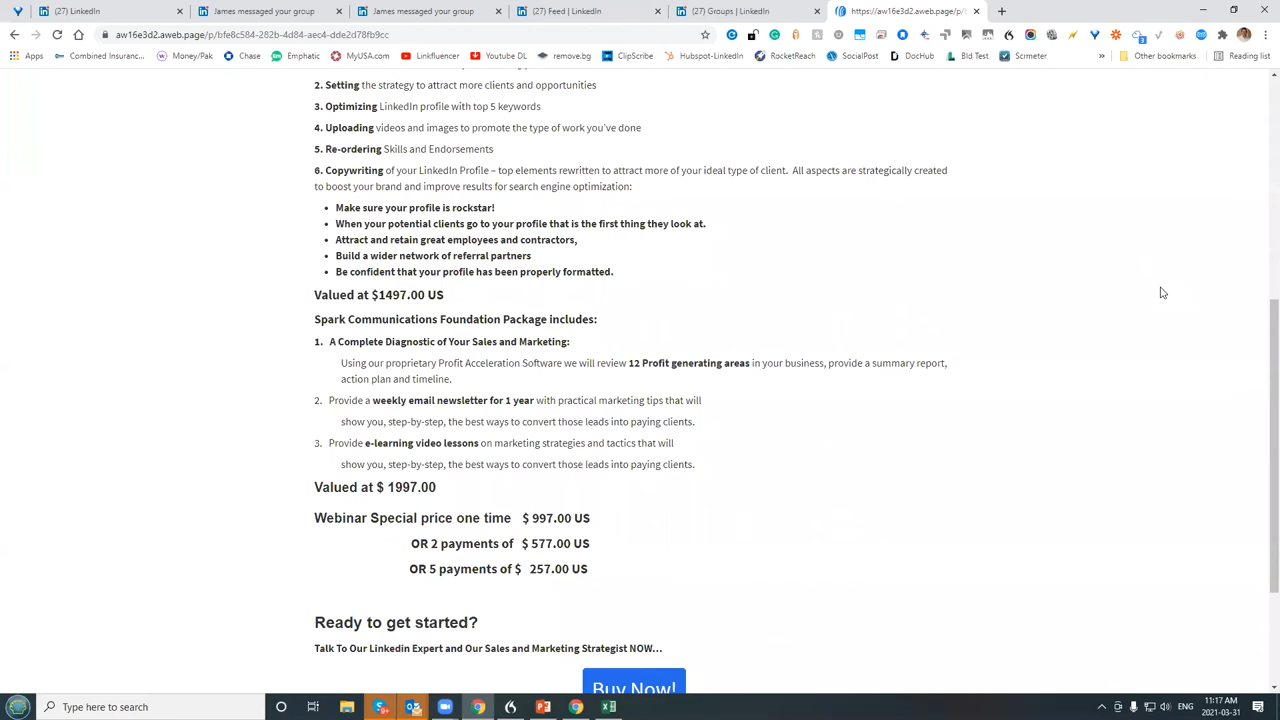 (27) LinkedIn
James messaged your group
James messaged your group
(27) Feed | LinkedIn
(27) Groups | LinkedIn
https://aw16e3d2.aweb.page/p/
aw16e3d2.aweb.page/p/bfe8c584-282b-4d84-aec4-dde2d78fb9cc
Apps
Combined Insuranc...
Money/Pak
Chase
Emphatic
MyUSA.com
Linkfluencer
Youtube DL
remove.bg
ClipScribe
Hubspot-LinkedIn
RocketReach
SocialPost
DocHub
Bld Test
Scrmeter
»
Other bookmarks
Reading list
2. Setting the strategy to attract more clients and opportunities
3. Optimizing LinkedIn profile with top 5 keywords
4. Uploading videos and images to promote the type of work you've done
5. Re-ordering Skills and Endorsements
6. Copywriting of your LinkedIn Profile – top elements rewritten to attract more of your ideal type of client. All aspects are strategically created
to boost your brand and improve results for search engine optimization:
• Make sure your profile is rockstar!
• When your potential clients go to your profile that is the first thing they look at.
• Attract and retain great employees and contractors,
• Build a wider network of referral partners
• Be confident that your profile has been properly formatted.
Valued at $1497.00 US
Spark Communications Foundation Package includes:
1. A Complete Diagnostic of Your Sales and Marketing:
Using our proprietary Profit Acceleration Software we will review 12 Profit generating areas in your business, provide a summary report,
action plan and timeline.
2. Provide a weekly email newsletter for 1 year with practical marketing tips that will
show you, step-by-step, the best ways to convert those leads into paying clients.
3. Provide e-learning video lessons on marketing strategies and tactics that will
show you, step-by-step, the best ways to convert those leads into paying clients.
Valued at $ 1997.00
Webinar Special price one time $ 997.00 US
OR 2 payments of $ 577.00 US
OR 5 payments of $ 257.00 US
Ready to get started?
Talk To Our Linkedin Expert and Our Sales and Marketing Strategist NOW...
Buy Now!
Type here to search
ENG
11:17 AM
2021-03-31